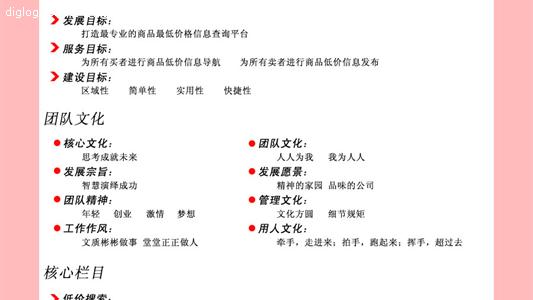 diglog
发展目标：
打造最专业的商品最低价格信息查询平台
服务目标：
为所有买者进行商品低价信息导航 为所有卖者进行商品低价信息发布
建设目标：
区域性 简单性 实用性 快捷性
团队文化
核心文化： 团队文化：
思考成就未来 人人为我 我为人人
发展宗旨： 发展愿景：
智慧演绎成功 精神的家园 品味的公司
团队精神： 管理文化：
年轻 创业 激情 梦想 文化方圆 细节规矩
工作作风： 用人文化：
文质彬彬做事 堂堂正正做人 牵手，走进来；拍手，跑起来；挥手，超过去
核心栏目
低价搜索：